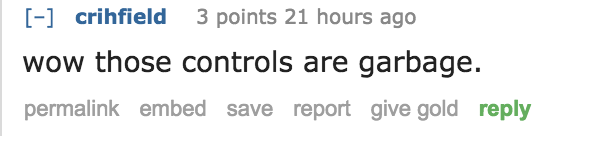 [–] crihfield 3 points 21 hours ago
wow those controls are garbage.
permalink embed save report give gold reply